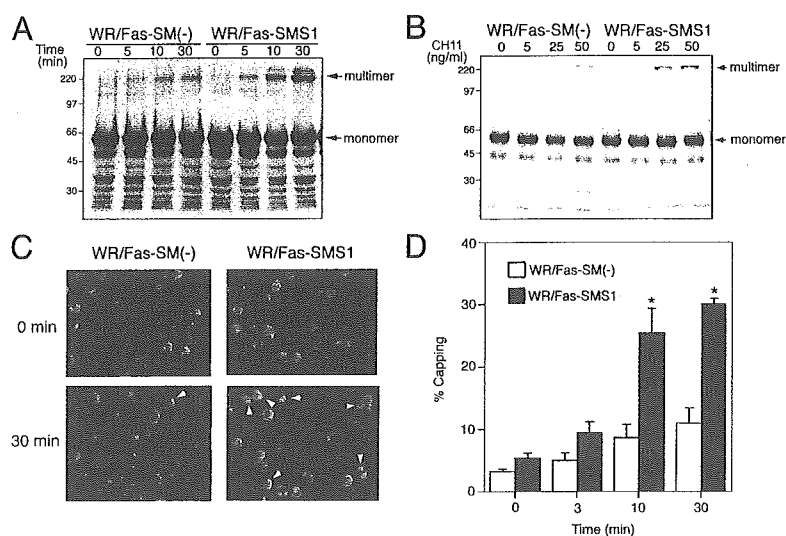 A
WR/Fas-SM(-) WR/Fas-SMS1
Time (min) 0 5 10 30 0 5 10 30
220
97
66
45
30
multimer
monomer
B
WR/Fas-SM(-) WR/Fas-SMS1
CH11 (ng/ml) 0 5 25 50 0 5 25 50
220
97
66
45
30
multimer
monomer
C
WR/Fas-SM(-) WR/Fas-SMS1
0 min
30 min
D
40
30
20
10
0
% Capping
WR/Fas-SM(-)
WR/Fas-SMS1
* *
0 3 10 30
Time (min)